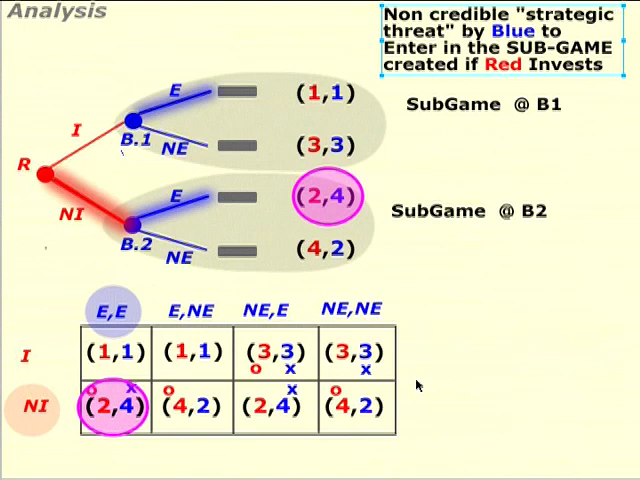 Analysis
Non credible "strategic
threat" by Blue to
Enter in the SUB-GAME
created if Red Invests
E
(1,1)
SubGame @ B1
I
B.1
NE
(3,3)
R
E
(2,4)
NI
SubGame @ B2
B.2
NE
(4,2)
E,E E,NE NE,E NE,NE
I (1,1) (1,1) (3,3) (3,3)
o x x
o x o x o
NI (2,4) (4,2) (2,4) (4,2)